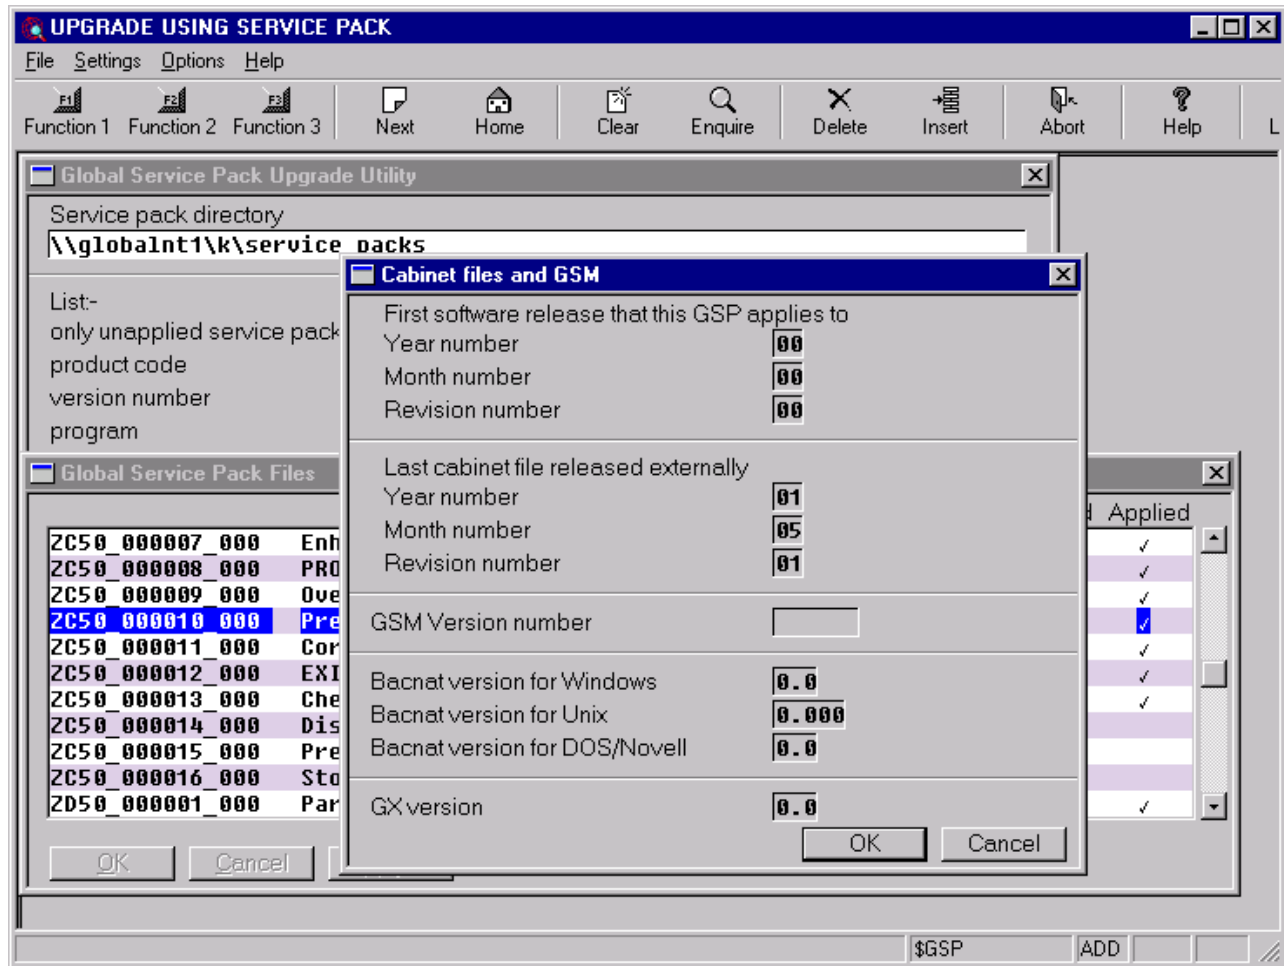 UPGRADE USING SERVICE PACK
File Settings Options Help
F1 F2 F3
Function 1 Function 2 Function 3 Next Home Clear Enquire Delete Insert Abort Help L
Global Service Pack Upgrade Utility
Service pack directory
\\globalnt1\k\service_packs
List:-
only unapplied service pack
product code
version number
program
Cabinet files and GSM
First software release that this GSP applies to
Year number 00
Month number 00
Revision number 00
Last cabinet file released externally
Year number 01
Month number 05
Revision number 01
GSM Version number
Bacnat version for Windows 0.0
Bacnat version for Unix 0.000
Bacnat version for DOS/Novell 0.0
GX version 0.0
OK Cancel
Global Service Pack Files
Applied
ZC50_000007_000 Enh ✓
ZC50_000008_000 PRO ✓
ZC50_000009_000 Ove ✓
ZC50_000010_000 Pre ✓
ZC50_000011_000 Cor ✓
ZC50_000012_000 EXI ✓
ZC50_000013_000 Che ✓
ZC50_000014_000 Dis
ZC50_000015_000 Pre
ZC50_000016_000 Sto
ZD50_000001_000 Par ✓
OK Cancel
$GSP ADD